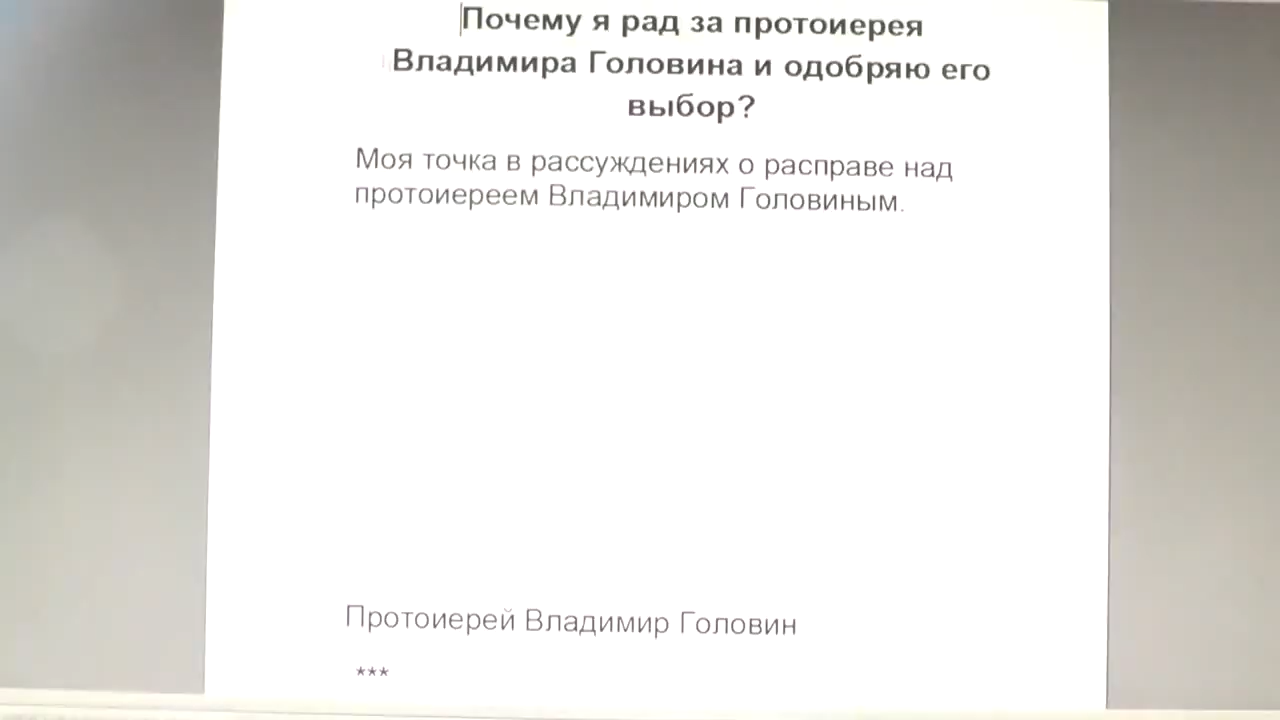 Почему я рад за протоиерея
Владимира Головина и одобряю его
выбор?
Моя точка в рассуждениях о расправе над
протоиереем Владимиром Головиным.
Протоиерей Владимир Головин
***